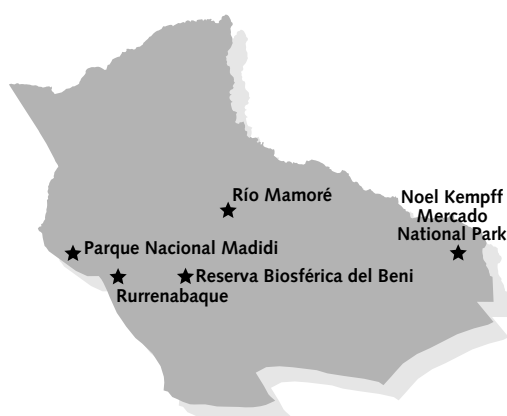 Río Mamoré
Noel Kempff
Mercado
National Park
Parque Nacional Madidi
Reserva Biosférica del Beni
Rurrenabaque